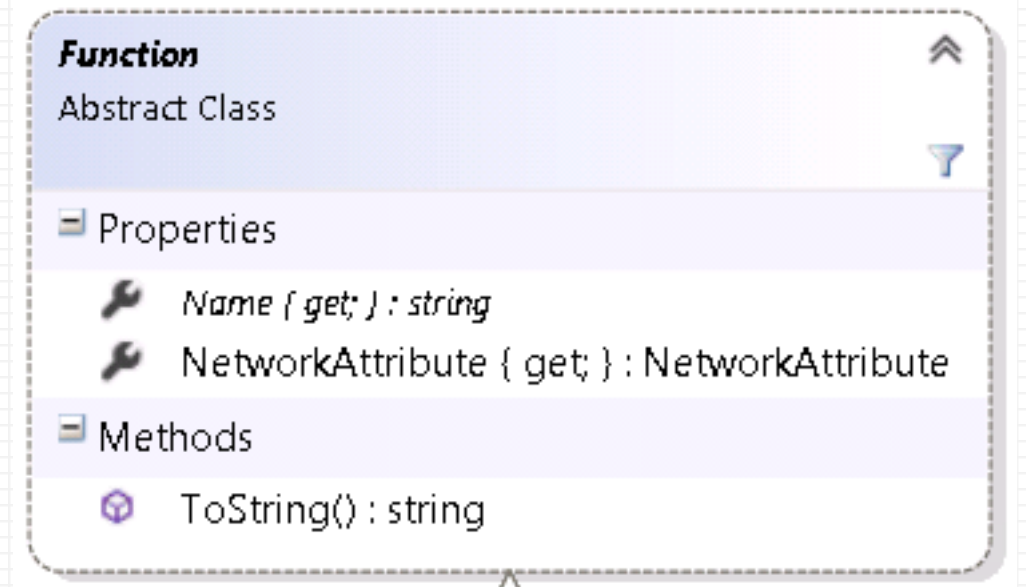 Function
Abstract Class
Properties
Name { get; } : string
NetworkAttribute { get; } : NetworkAttribute
Methods
ToString() : string